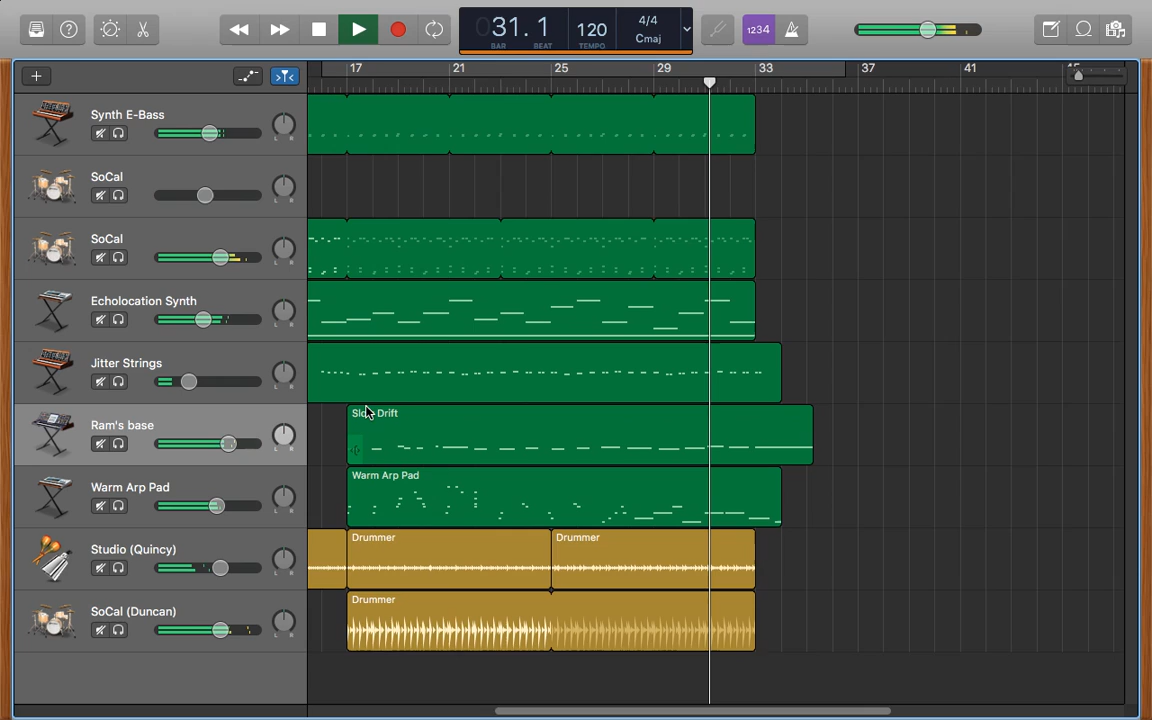 31.1
BAR BEAT
120
TEMPO
4/4
Cmaj
1234
17 21 25 29 33 37 41
Synth E-Bass
L R
SoCal
L R
SoCal
L R
Echolocation Synth
L R
Jitter Strings
L R
Ram's base
L R
Slow Drift
Warm Arp Pad
L R
Warm Arp Pad
Studio (Quincy)
L R
Drummer Drummer
SoCal (Duncan)
L R
Drummer